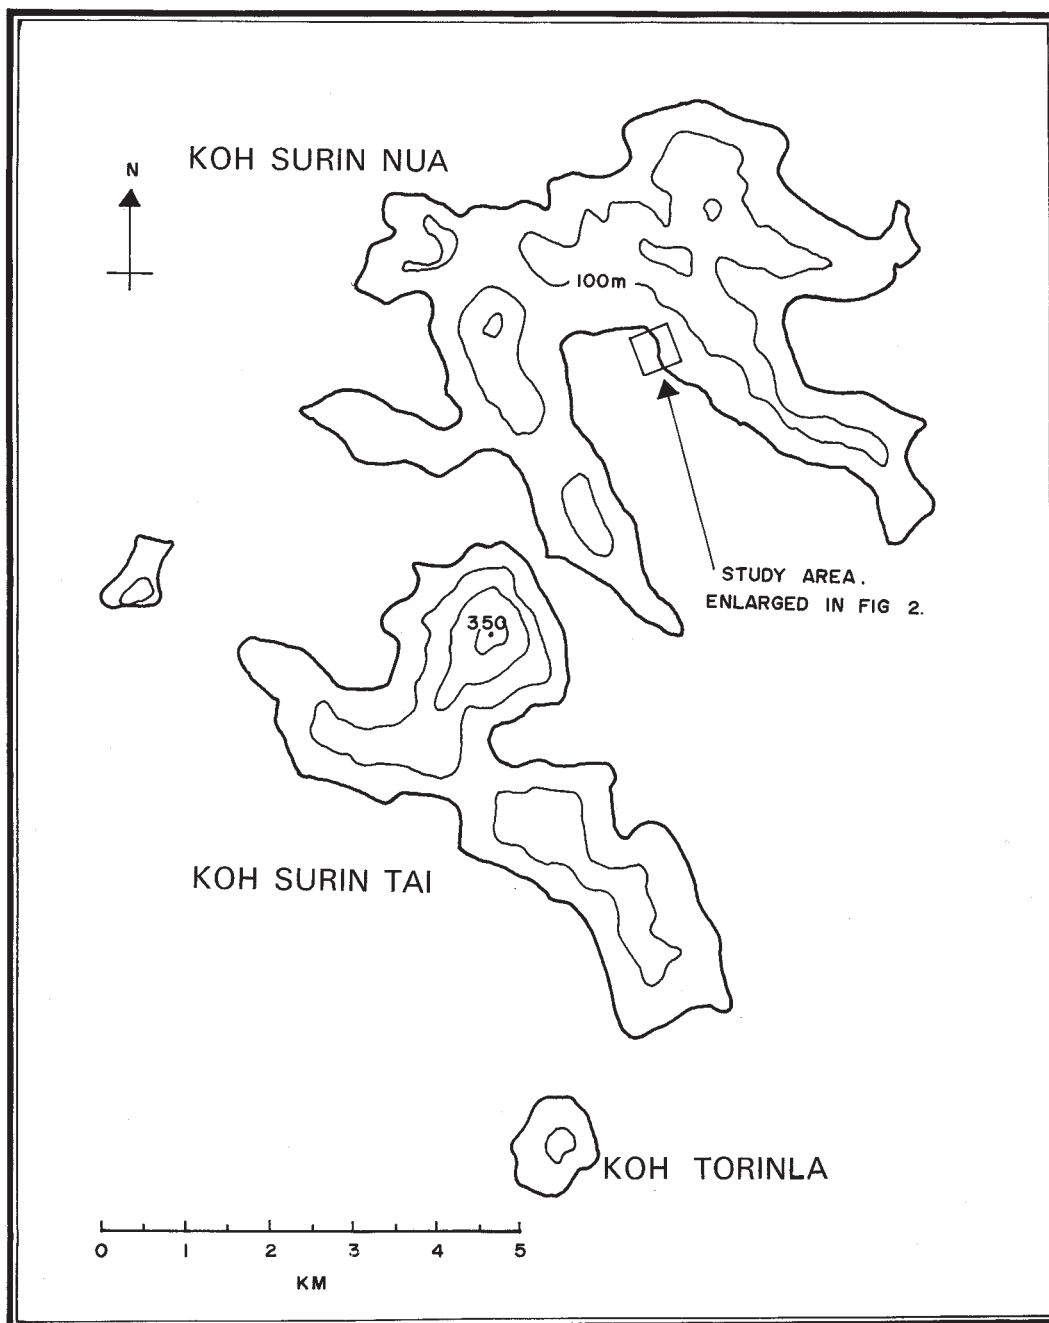 KOH SURIN NUA
N
100m
STUDY AREA.
ENLARGED IN FIG 2.
350
KOH SURIN TAI
KOH TORINLA
0 1 2 3 4 5
KM